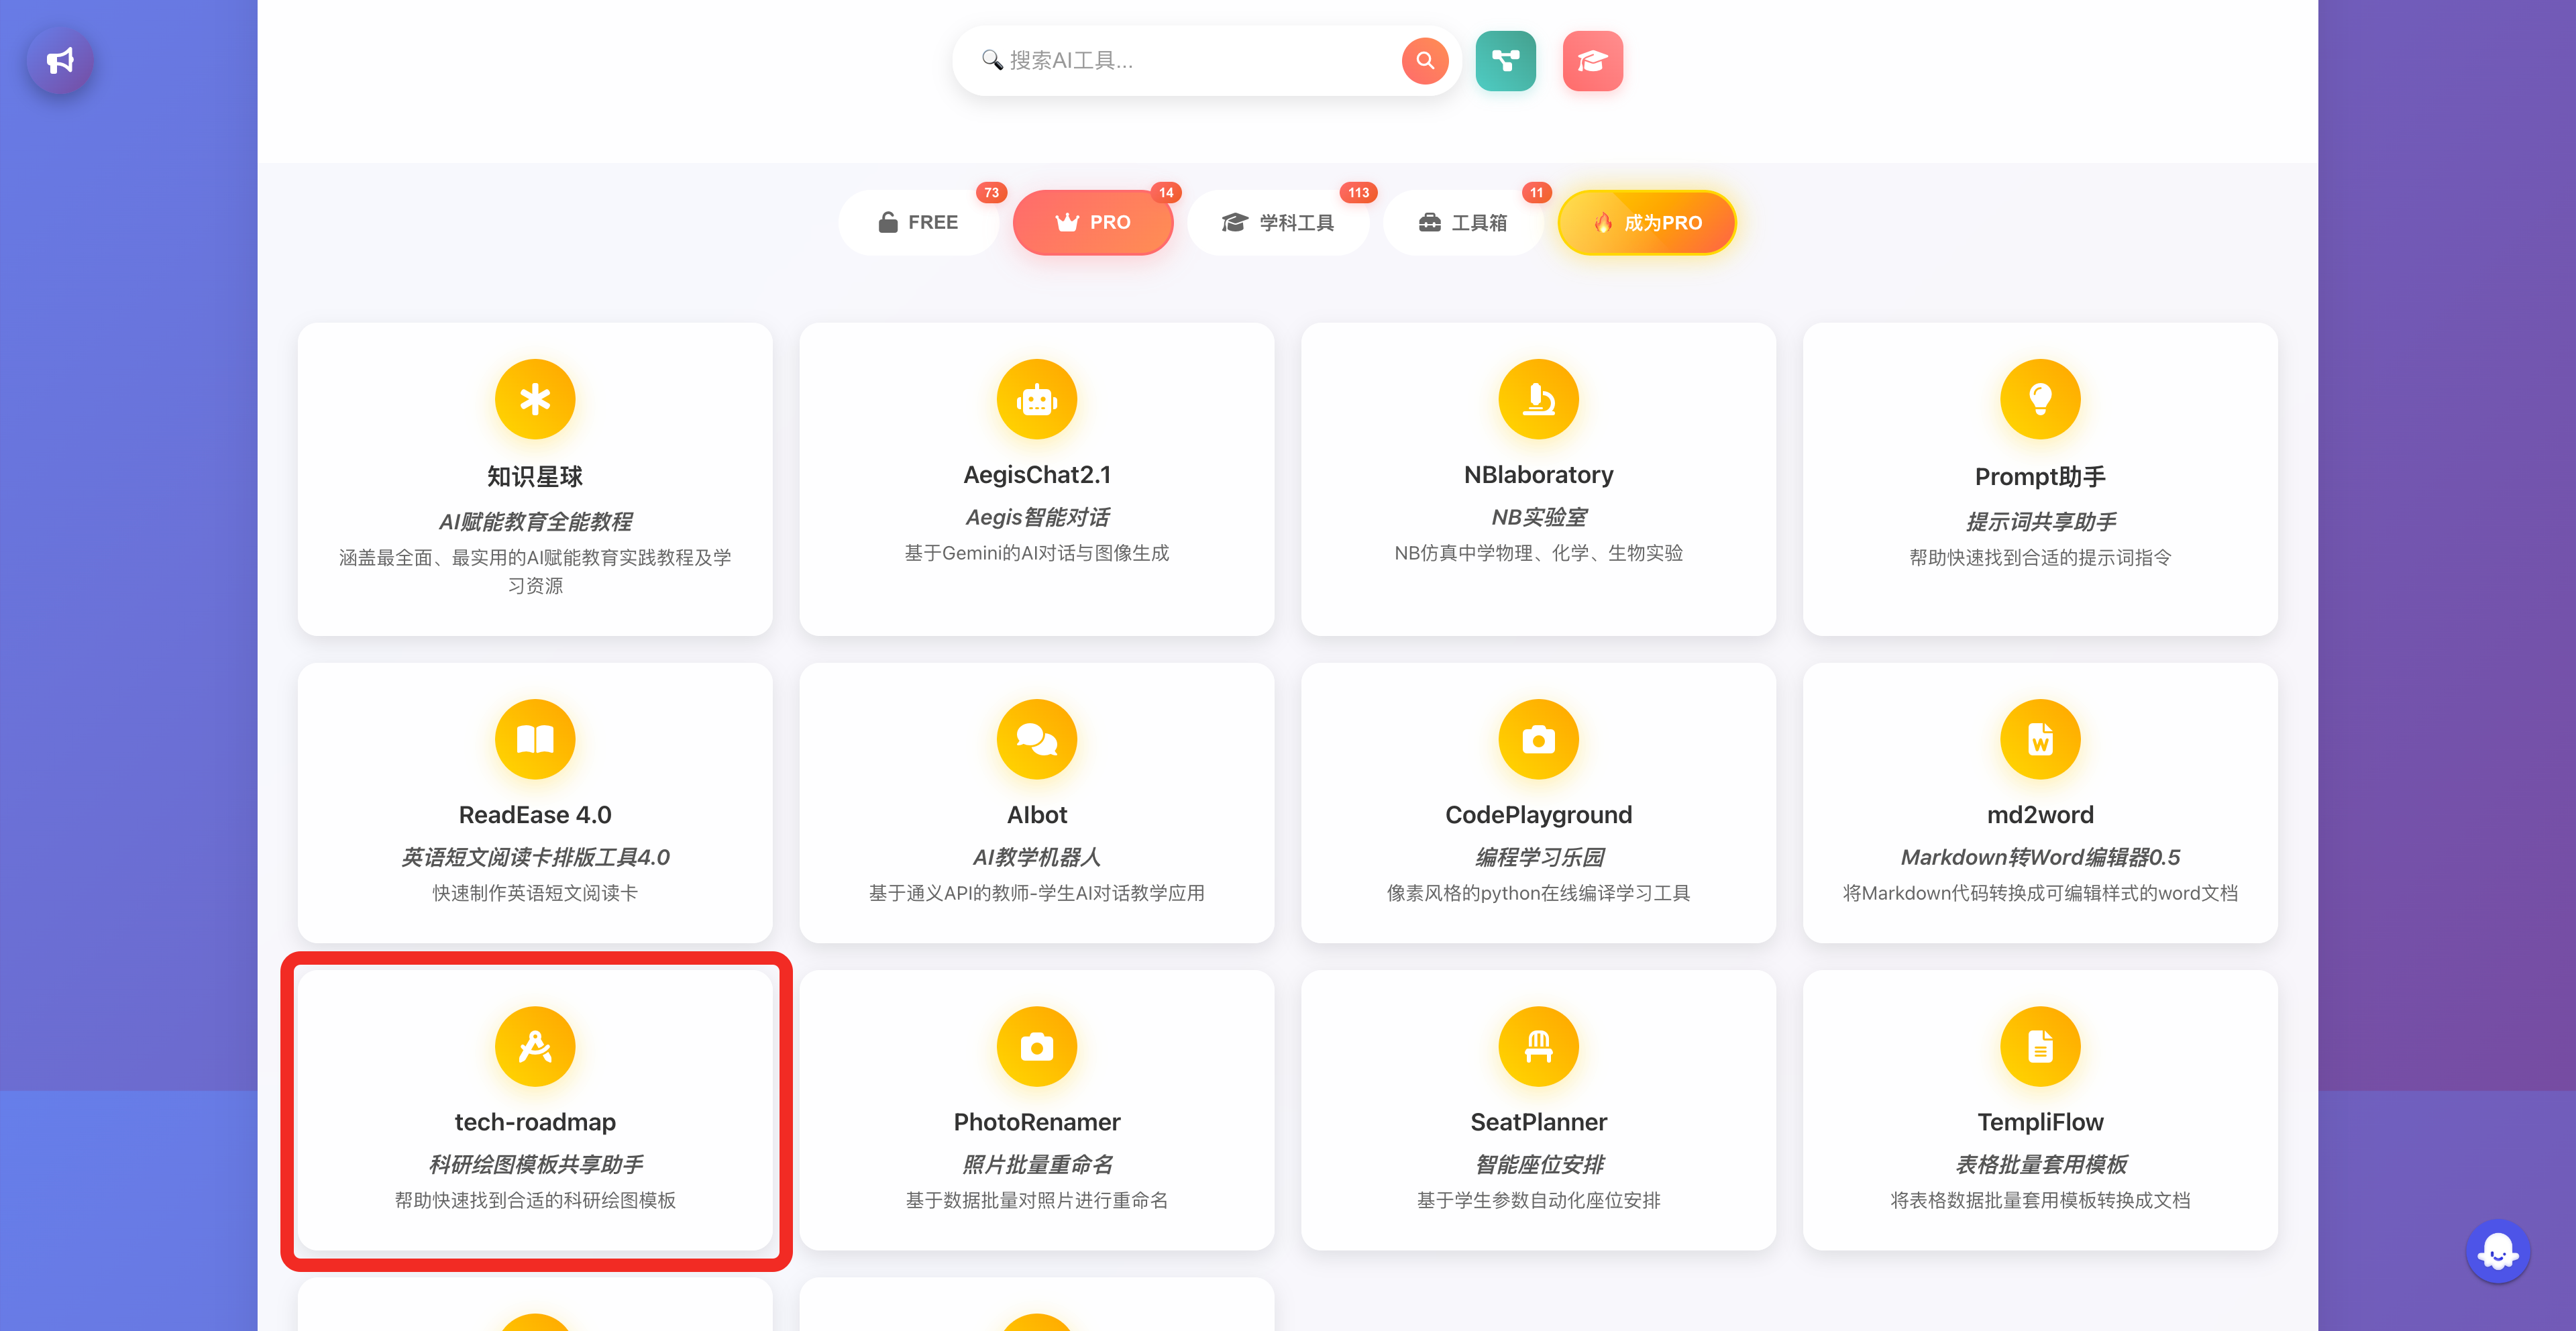 🔍 搜索AI工具...
FREE
73
PRO
14
学科工具
113
工具箱
11
🔥 成为PRO
知识星球
AI赋能教育全能教程
涵盖最全面、最实用的AI赋能教育实践教程及学
习资源
AegisChat2.1
Aegis智能对话
基于Gemini的AI对话与图像生成
NBlaboratory
NB实验室
NB仿真中学物理、化学、生物实验
Prompt助手
提示词共享助手
帮助快速找到合适的提示词指令
ReadEase 4.0
英语短文阅读卡排版工具4.0
快速制作英语短文阅读卡
AIbot
AI教学机器人
基于通义API的教师-学生AI对话教学应用
CodePlayground
编程学习乐园
像素风格的python在线编译学习工具
W
md2word
Markdown转Word编辑器0.5
将Markdown代码转换成可编辑样式的word文档
tech-roadmap
科研绘图模板共享助手
帮助快速找到合适的科研绘图模板
PhotoRenamer
照片批量重命名
基于数据批量对照片进行重命名
SeatPlanner
智能座位安排
基于学生参数自动化座位安排
TempliFlow
表格批量套用模板
将表格数据批量套用模板转换成文档